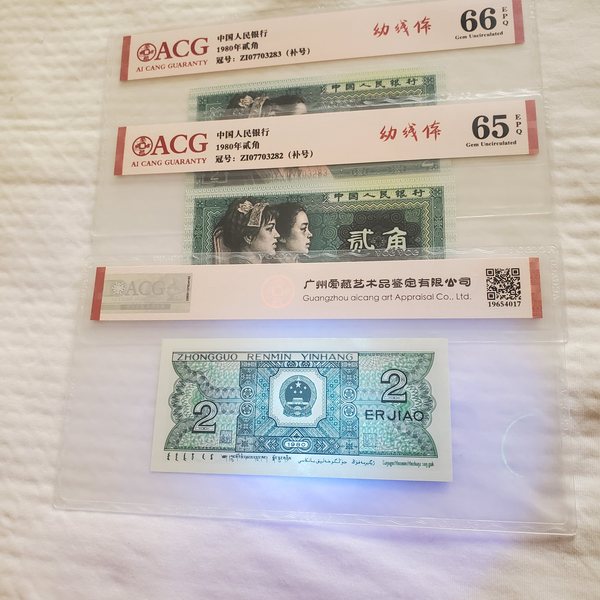 ACG
AI CANG GUARANTY
中国人民银行
1980年贰角
冠号：ZI07703283（补号）
幼线体
66
EPQ
Gem Uncirculated
中国人民银行
ACG
AI CANG GUARANTY
中国人民银行
1980年贰角
冠号：ZI07703282（补号）
幼线体
65
EPQ
Gem Uncirculated
中国人民银行
贰角
ACG
广州爱藏艺术品鉴定有限公司
Guangzhou aicang art Appraisal Co., Ltd.
19654017
ZHONGGUO RENMIN YINHANG
2
2
ERJIAO
1980